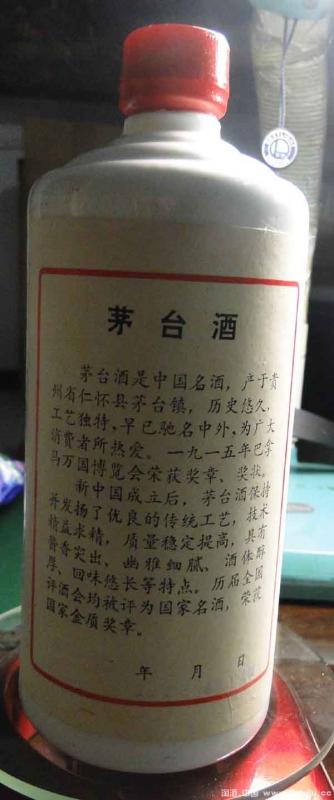 茅台酒
茅台酒是中国名酒，产于贵
州省仁怀县茅台镇，历史悠久，
工艺独特，早已驰名中外，为广大
消费者所热爱。一九一五年巴拿
马万国博览会荣获奖章、奖状。
新中国成立后，茅台酒保持
并发扬了优良的传统工艺，技术
精益求精，质量稳定提高，具有
酱香突出、幽雅细腻、酒体醇
厚、回味悠长等特点。历届全国
评酒会均被评为国家名酒，荣获
国家金质奖章。
年 月 日